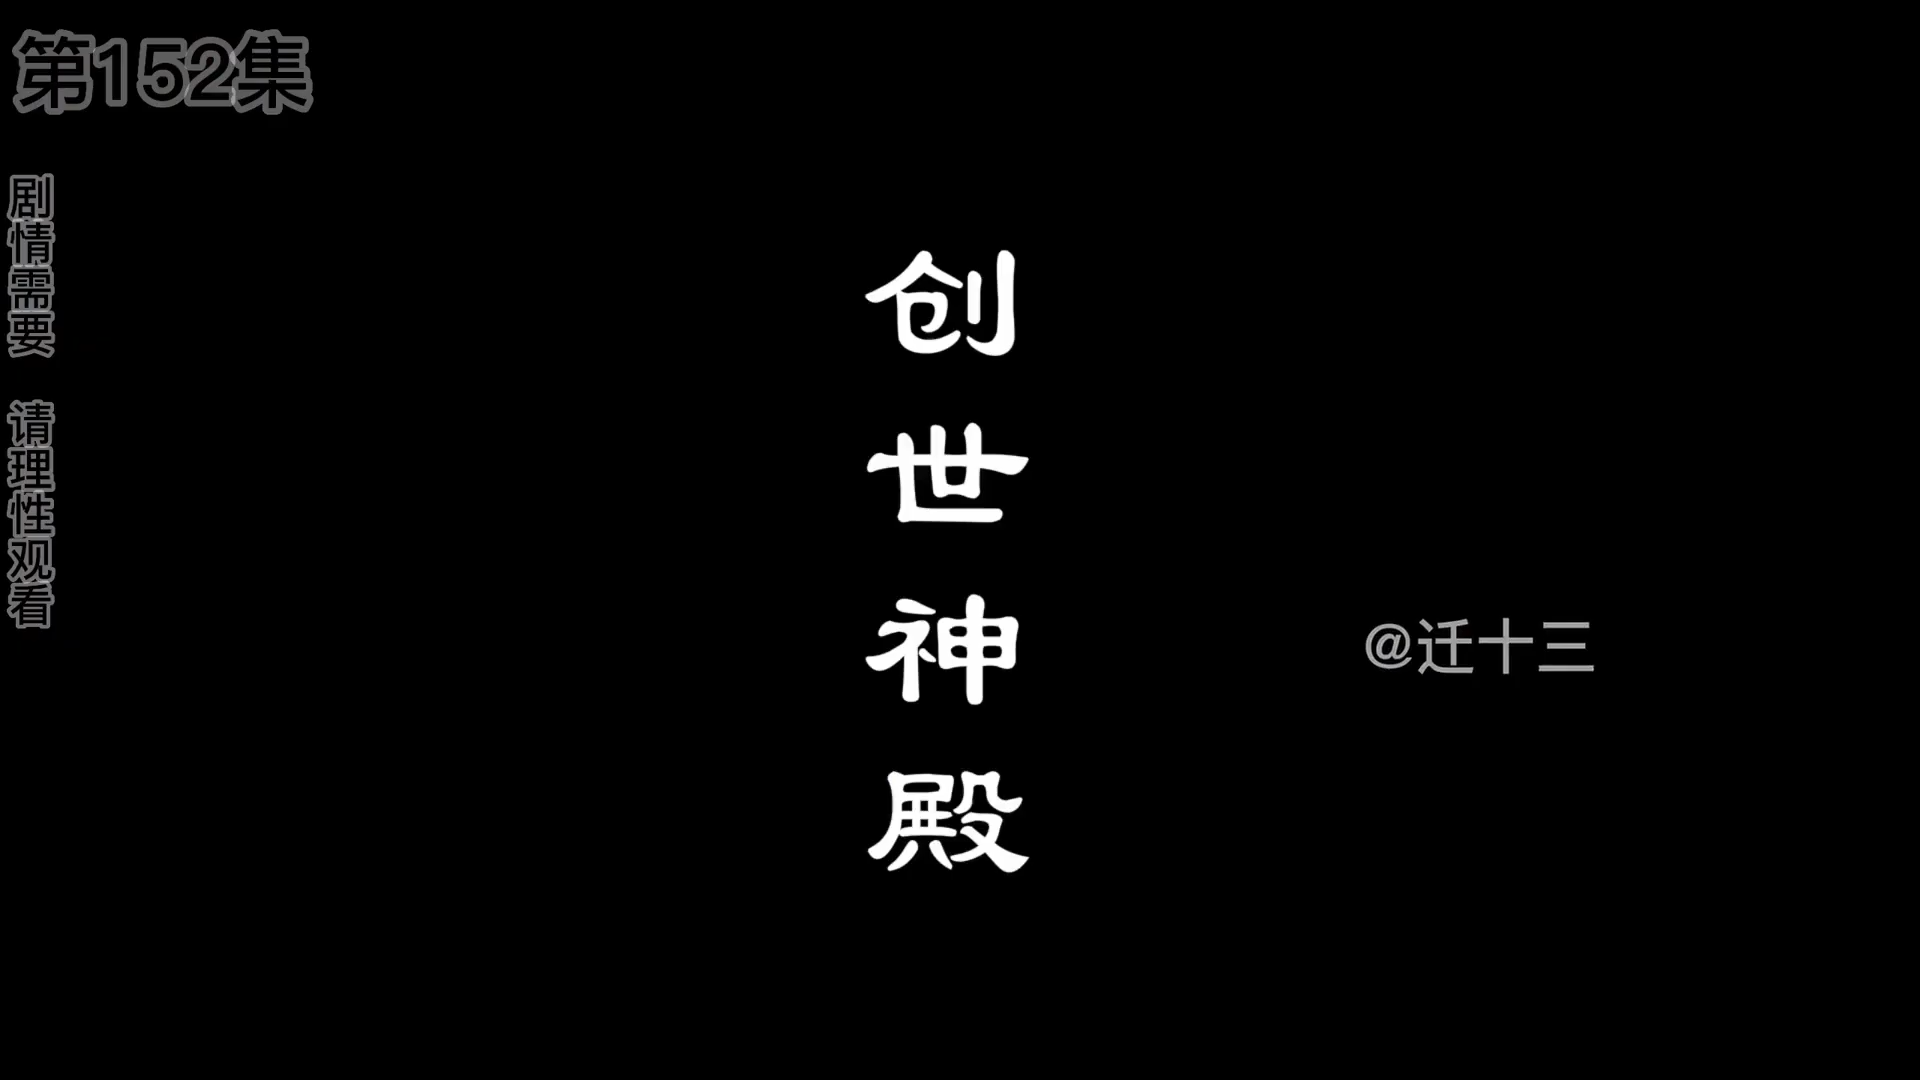 第152集
剧情需要 请理性观看
创世神殿
@迁十三